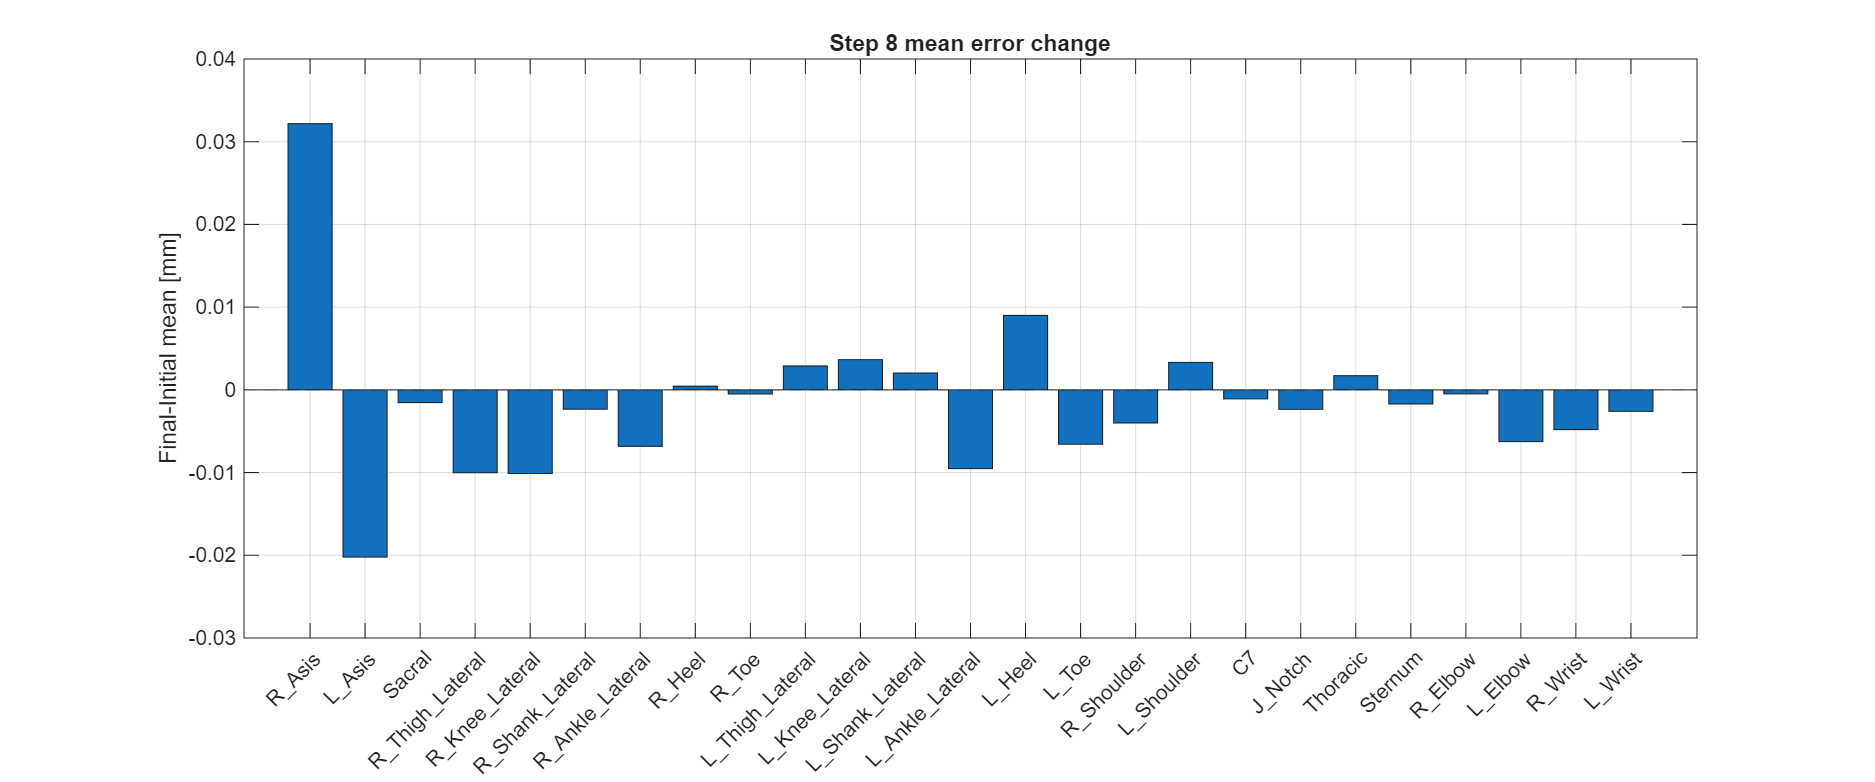 Step 8 mean error change
Final-Initial mean [mm]
0.04
0.03
0.02
0.01
0
-0.01
-0.02
-0.03
R_Asis
L_Asis
Sacral
R_Thigh_Lateral
R_Knee_Lateral
R_Shank_Lateral
R_Ankle_Lateral
R_Heel
R_Toe
L_Thigh_Lateral
L_Knee_Lateral
L_Shank_Lateral
L_Ankle_Lateral
L_Heel
L_Toe
R_Shoulder
L_Shoulder
C7
J_Notch
Thoracic
Sternum
R_Elbow
L_Elbow
R_Wrist
L_Wrist